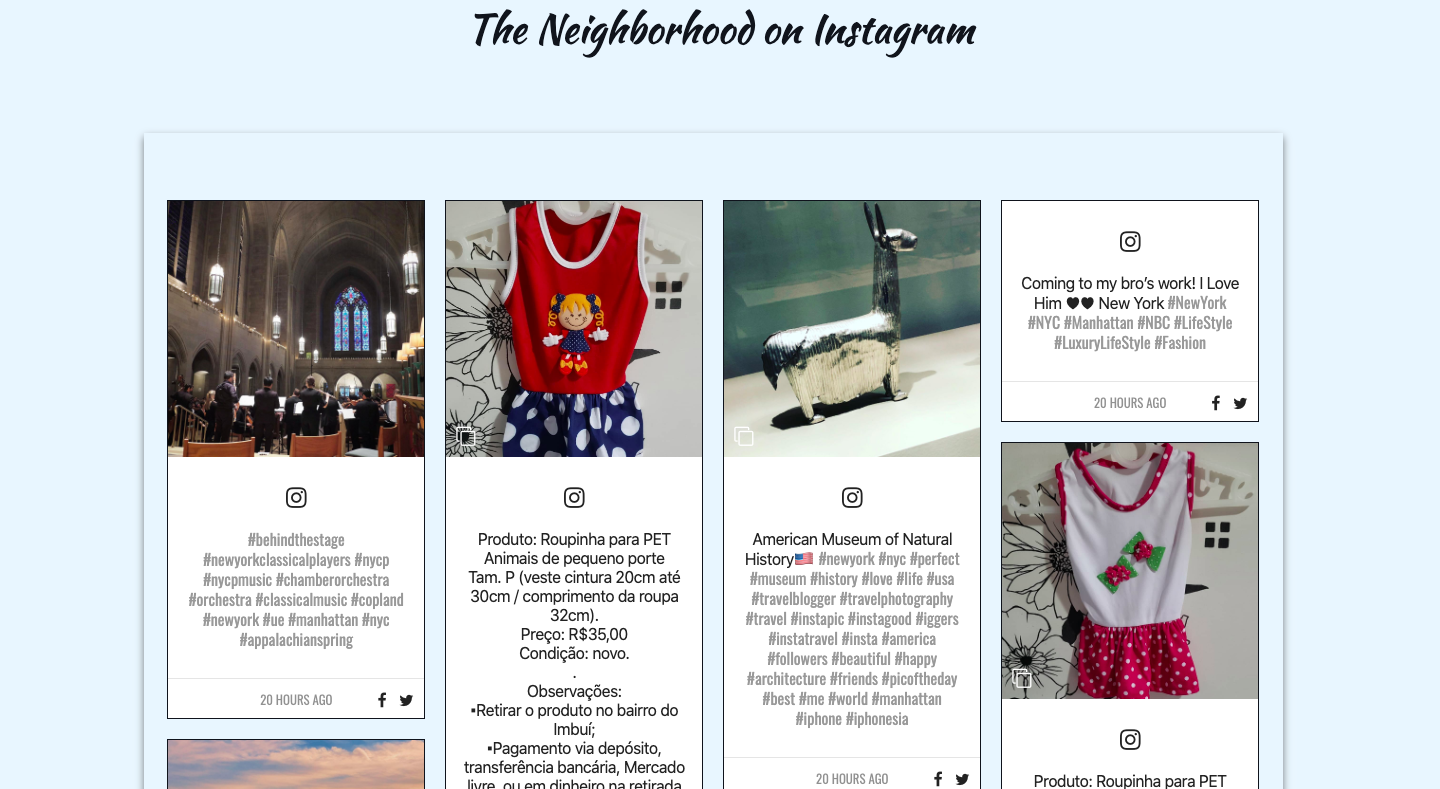 The Neighborhood on Instagram
#behindthestage
#newyorkclassicalplayers #nycp
#nycpmusic #chamberorchestra
#orchestra #classicalmusic #copland
#newyork #ue #manhattan #nyc
#appalachianspring
20 HOURS AGO
Produto: Roupinha para PET
Animais de pequeno porte
Tam. P (veste cintura 20cm até
30cm / comprimento da roupa
32cm).
Preço: R$35,00
Condição: novo.
.
Observações:
▪Retirar o produto no bairro do
Imbuí;
▪Pagamento via depósito,
transferência bancária, Mercado
livre, ou em dinheiro na retirada
American Museum of Natural
History🇺🇸 #newyork #nyc #perfect
#museum #history #love #life #usa
#travelblogger #travelphotography
#travel #instapic #instagood #iggers
#instatravel #insta #america
#followers #beautiful #happy
#architecture #friends #picoftheday
#best #me #world #manhattan
#iphone #iphonesia
20 HOURS AGO
Coming to my bro’s work! I Love
Him ♥♥ New York #NewYork
#NYC #Manhattan #NBC #LifeStyle
#LuxuryLifeStyle #Fashion
20 HOURS AGO
Produto: Roupinha para PET